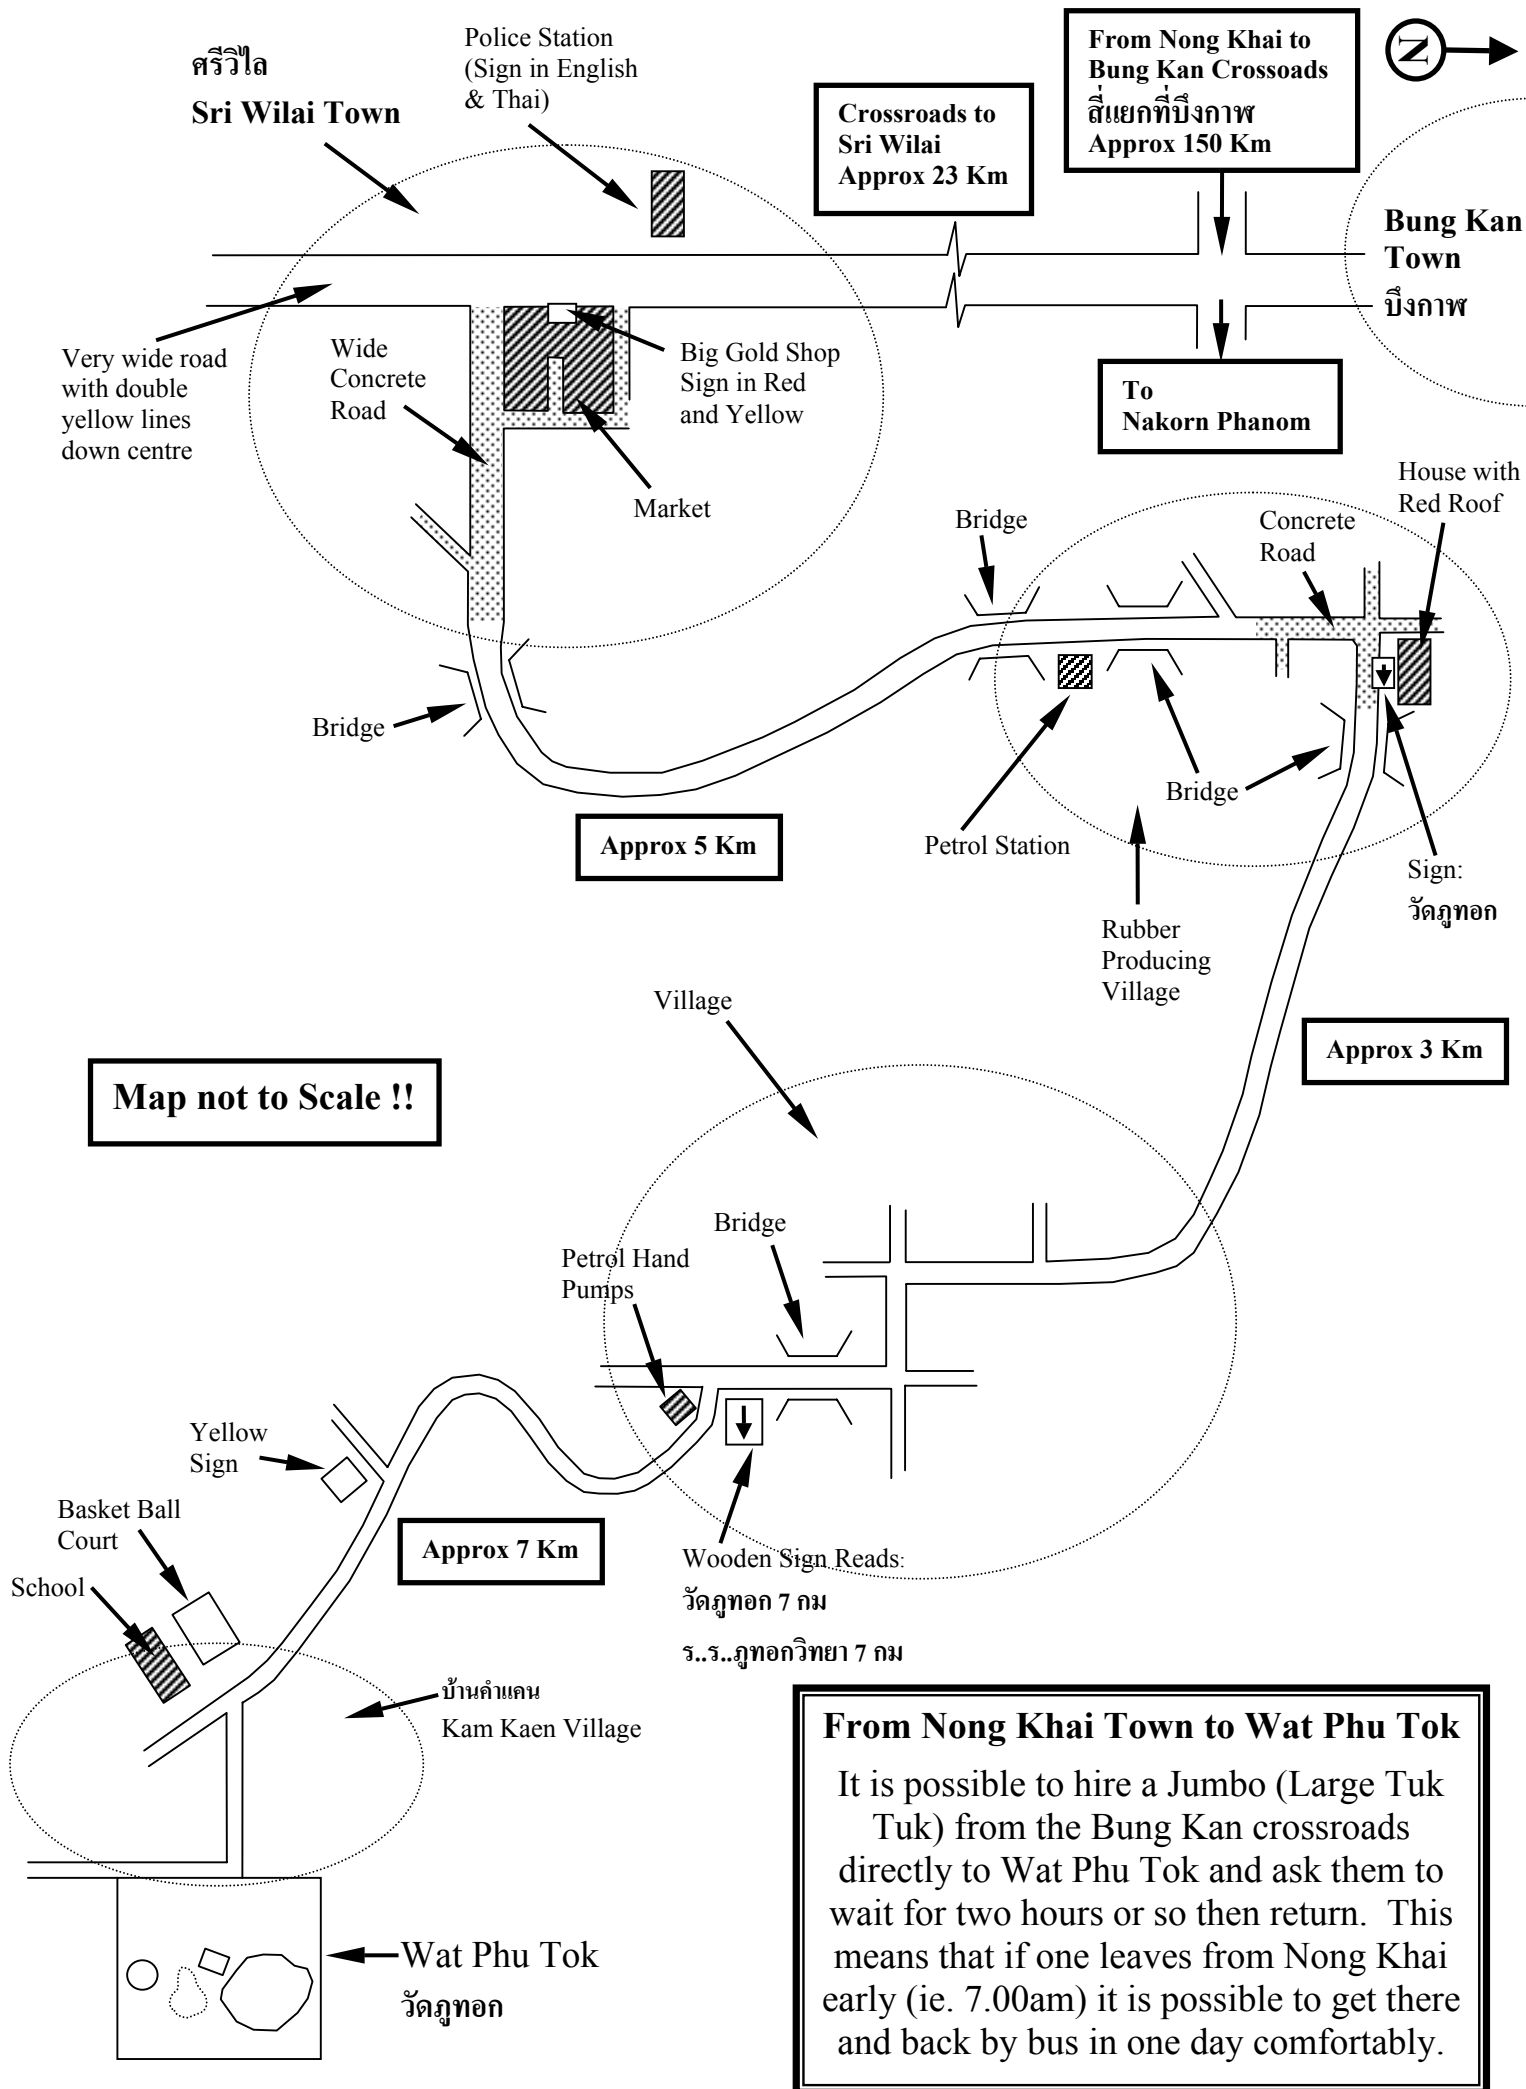 ศรีวิไล
Sri Wilai Town
Police Station
(Sign in English
& Thai)
Crossroads to
Sri Wilai
Approx 23 Km
From Nong Khai to
Bung Kan Crossoads
สี่แยกที่บึงกาฬ
Approx 150 Km
N
Bung Kan
Town
บึงกาฬ
Very wide road
with double
yellow lines
down centre
Wide
Concrete
Road
Big Gold Shop
Sign in Red
and Yellow
Market
To
Nakorn Phanom
House with
Red Roof
Bridge
Concrete
Road
Bridge
Bridge
Petrol Station
Approx 5 Km
Sign:
วัดภูทอก
Rubber
Producing
Village
Village
Approx 3 Km
Map not to Scale !!
Bridge
Petrol Hand
Pumps
Yellow
Sign
Basket Ball
Court
School
Approx 7 Km
Wooden Sign Reads:
วัดภูทอก 7 กม
ร..ร..ภูทอกวิทยา 7 กม
บ้านคำแคน
Kam Kaen Village
Wat Phu Tok
วัดภูทอก
From Nong Khai Town to Wat Phu Tok
It is possible to hire a Jumbo (Large Tuk
Tuk) from the Bung Kan crossroads
directly to Wat Phu Tok and ask them to
wait for two hours or so then return.  This
means that if one leaves from Nong Khai
early (ie. 7.00am) it is possible to get there
and back by bus in one day comfortably.